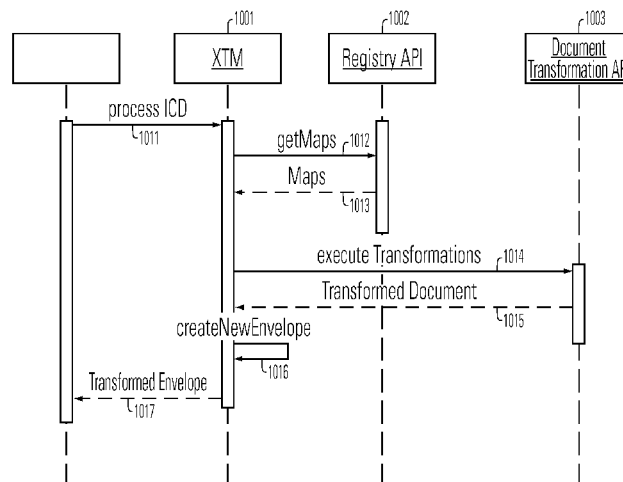 1001
1002
1003
XTM
Registry API
Document
Transformation API
process ICD
1011
getMaps
1012
Maps
1013
execute Transformations
1014
Transformed Document
1015
createNewEnvelope
1016
Transformed Envelope
1017